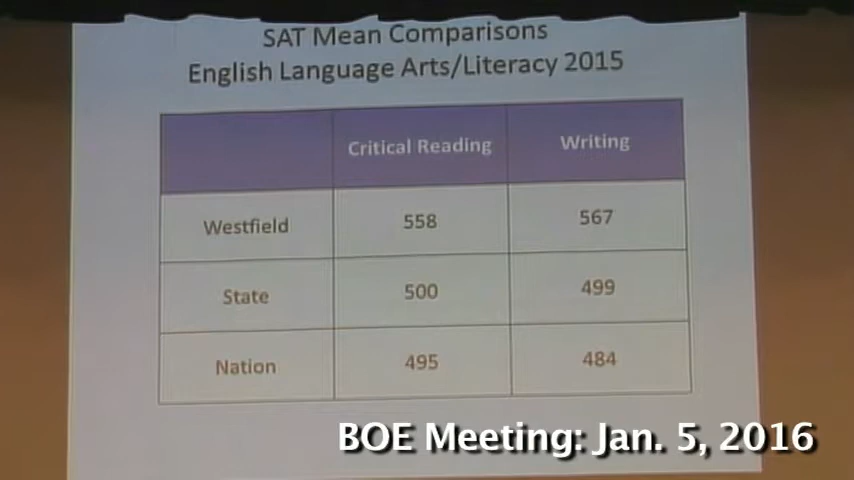 SAT Mean Comparisons
English Language Arts/Literacy 2015
Critical Reading Writing
Westfield 558 567
State 500 499
Nation 495 484
BOE Meeting: Jan. 5, 2016